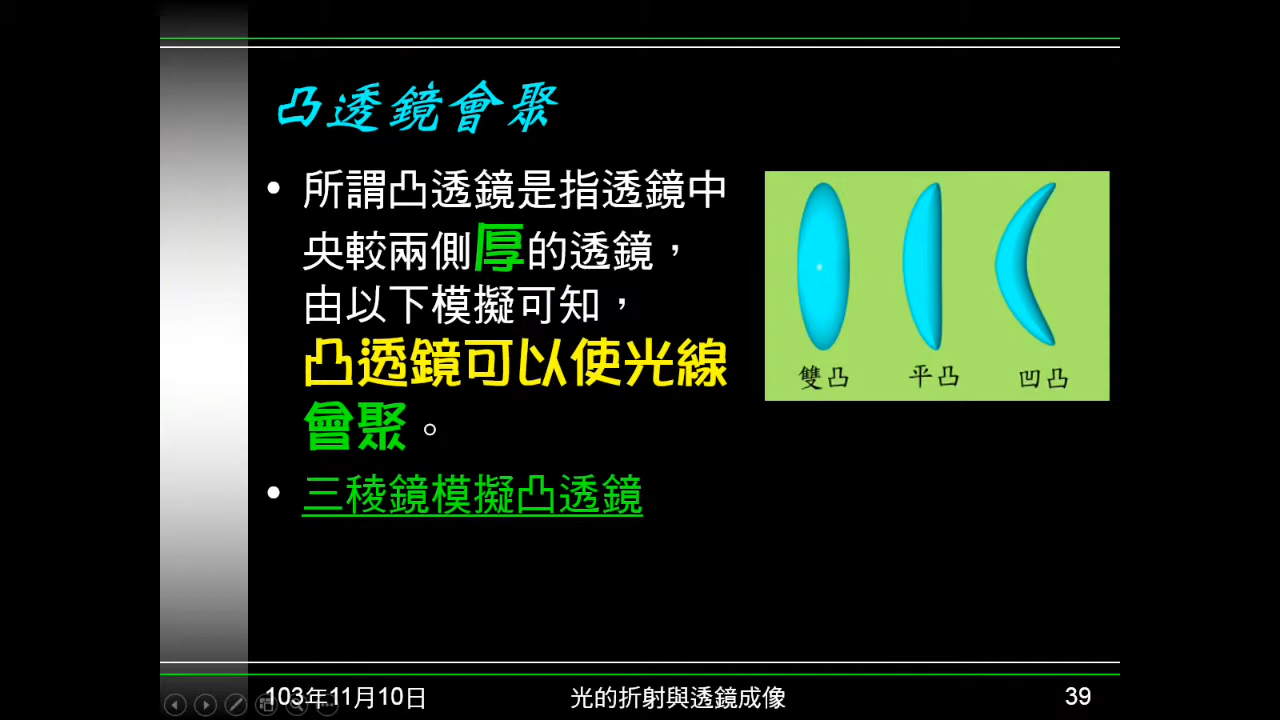 凸透鏡會聚
• 所謂凸透鏡是指透鏡中
央較兩側厚的透鏡，
由以下模擬可知，
凸透鏡可以使光線
會聚。
• 三稜鏡模擬凸透鏡
雙凸 平凸 凹凸
103年11月10日 光的折射與透鏡成像 39